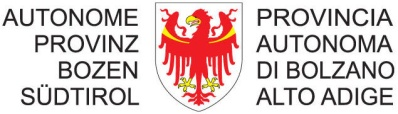 AUTONOME
PROVINZ
BOZEN
SÜDTIROL
PROVINCIA
AUTONOMA
DI BOLZANO
ALTO ADIGE